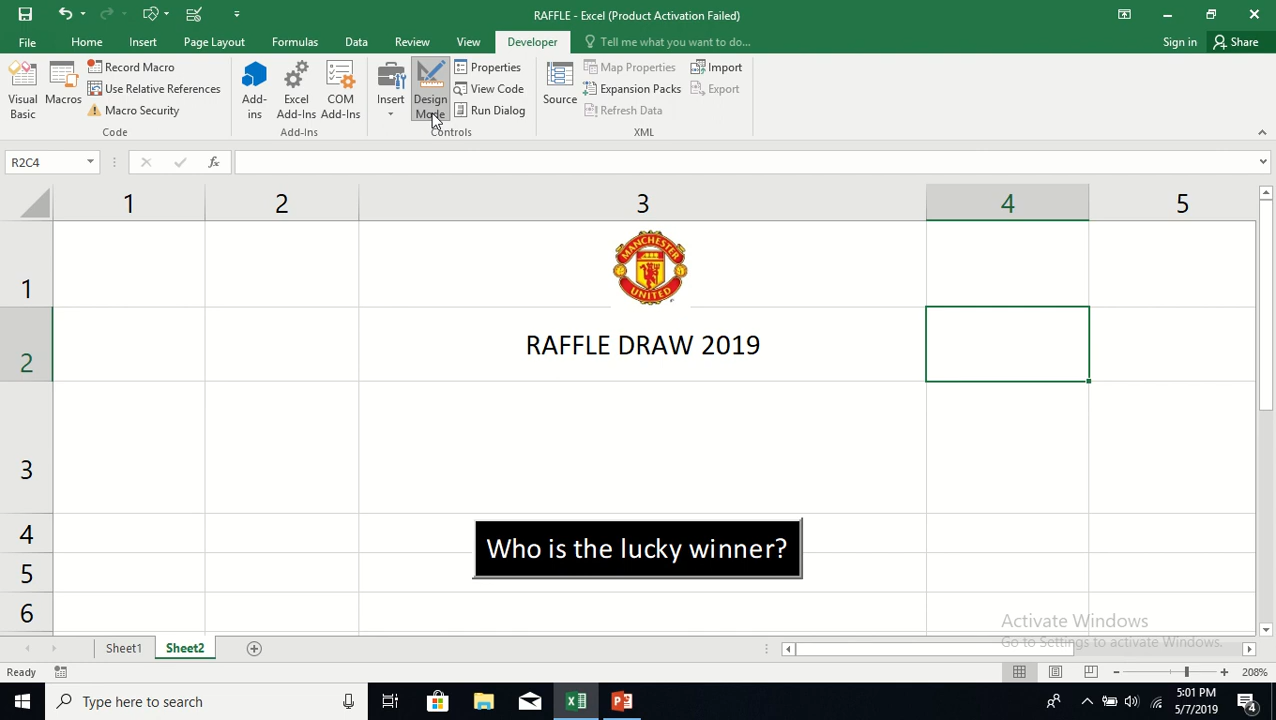 RAFFLE - Excel (Product Activation Failed)
File Home Insert Page Layout Formulas Data Review View Developer Tell me what you want to do... Sign in Share
Visual Basic
Macros
Record Macro
Use Relative References
Macro Security
Code
Add-ins
Excel Add-Ins
COM Add-Ins
Add-Ins
Insert
Design Mode
Properties
View Code
Run Dialog
Controls
Source
Map Properties
Expansion Packs
Refresh Data
Import
Export
XML
R2C4
fx
1 2 3 4 5
1
MANCHESTER
UNITED
2
RAFFLE DRAW 2019
3
4
Who is the lucky winner?
5
6
Activate Windows
Go to Settings to activate Windows.
Sheet1 Sheet2
Ready
208%
Type here to search
5:01 PM
5/7/2019
4